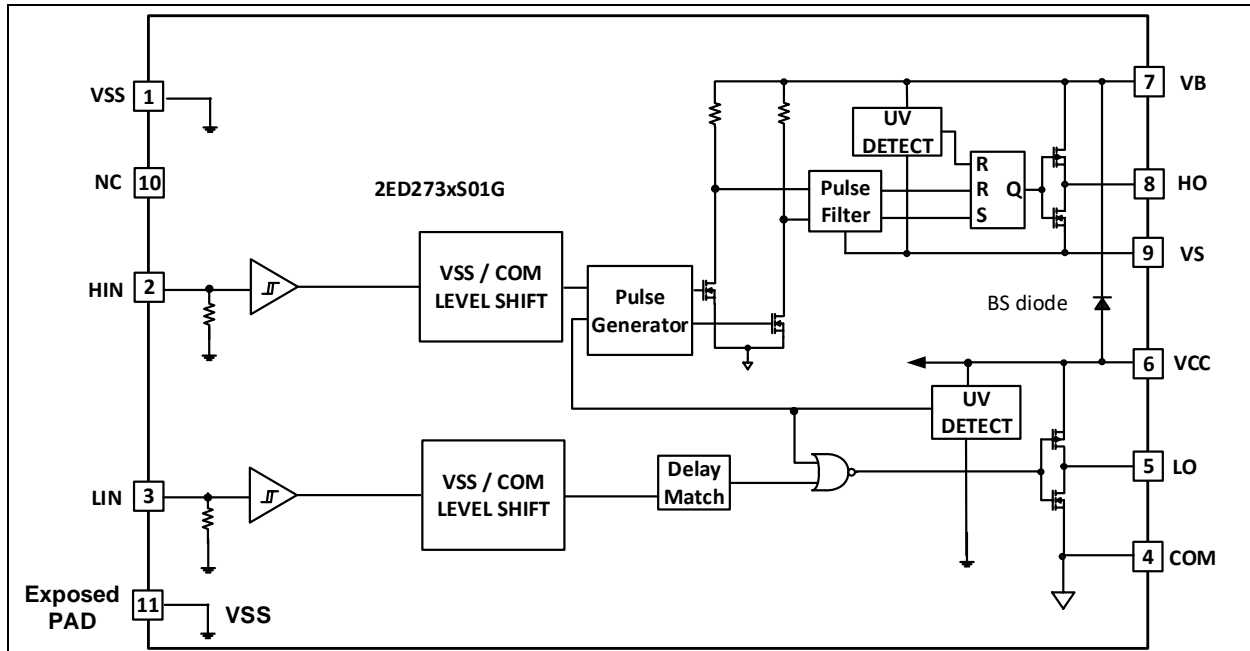 VSS
1
NC
10
2ED273xS01G
HIN
2
VSS / COM
LEVEL SHIFT
Pulse
Generator
UV
DETECT
Pulse
Filter
R
R
S
Q
7
VB
8
HO
9
VS
BS diode
6
VCC
UV
DETECT
LIN
3
VSS / COM
LEVEL SHIFT
Delay
Match
5
LO
4
COM
Exposed
PAD
11
VSS